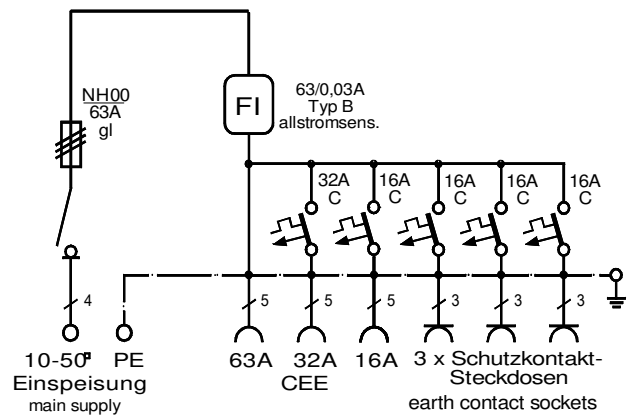 NH00
63A
gl
FI
63/0,03A
Typ B
allstromsens.
32A
C
16A
C
16A
C
16A
C
16A
C
4
5
5
5
3
3
3
10-50² PE
63A 32A 16A 3 x Schutzkontakt-
Einspeisung CEE Steckdosen
main supply earth contact sockets